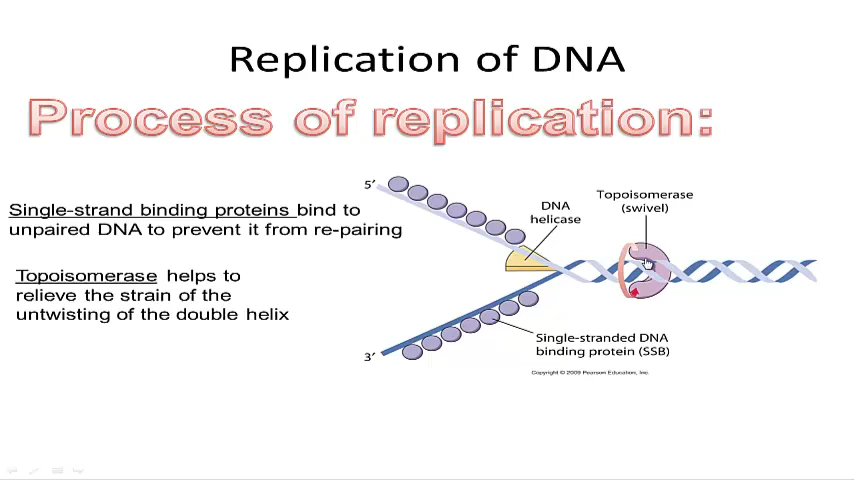 Replication of DNA
Process of replication:
Single-strand binding proteins bind to
unpaired DNA to prevent it from re-pairing
Topoisomerase helps to
relieve the strain of the
untwisting of the double helix
5′
DNA
helicase
Topoisomerase
(swivel)
Single-stranded DNA
binding protein (SSB)
3′
Copyright © 2009 Pearson Education, Inc.